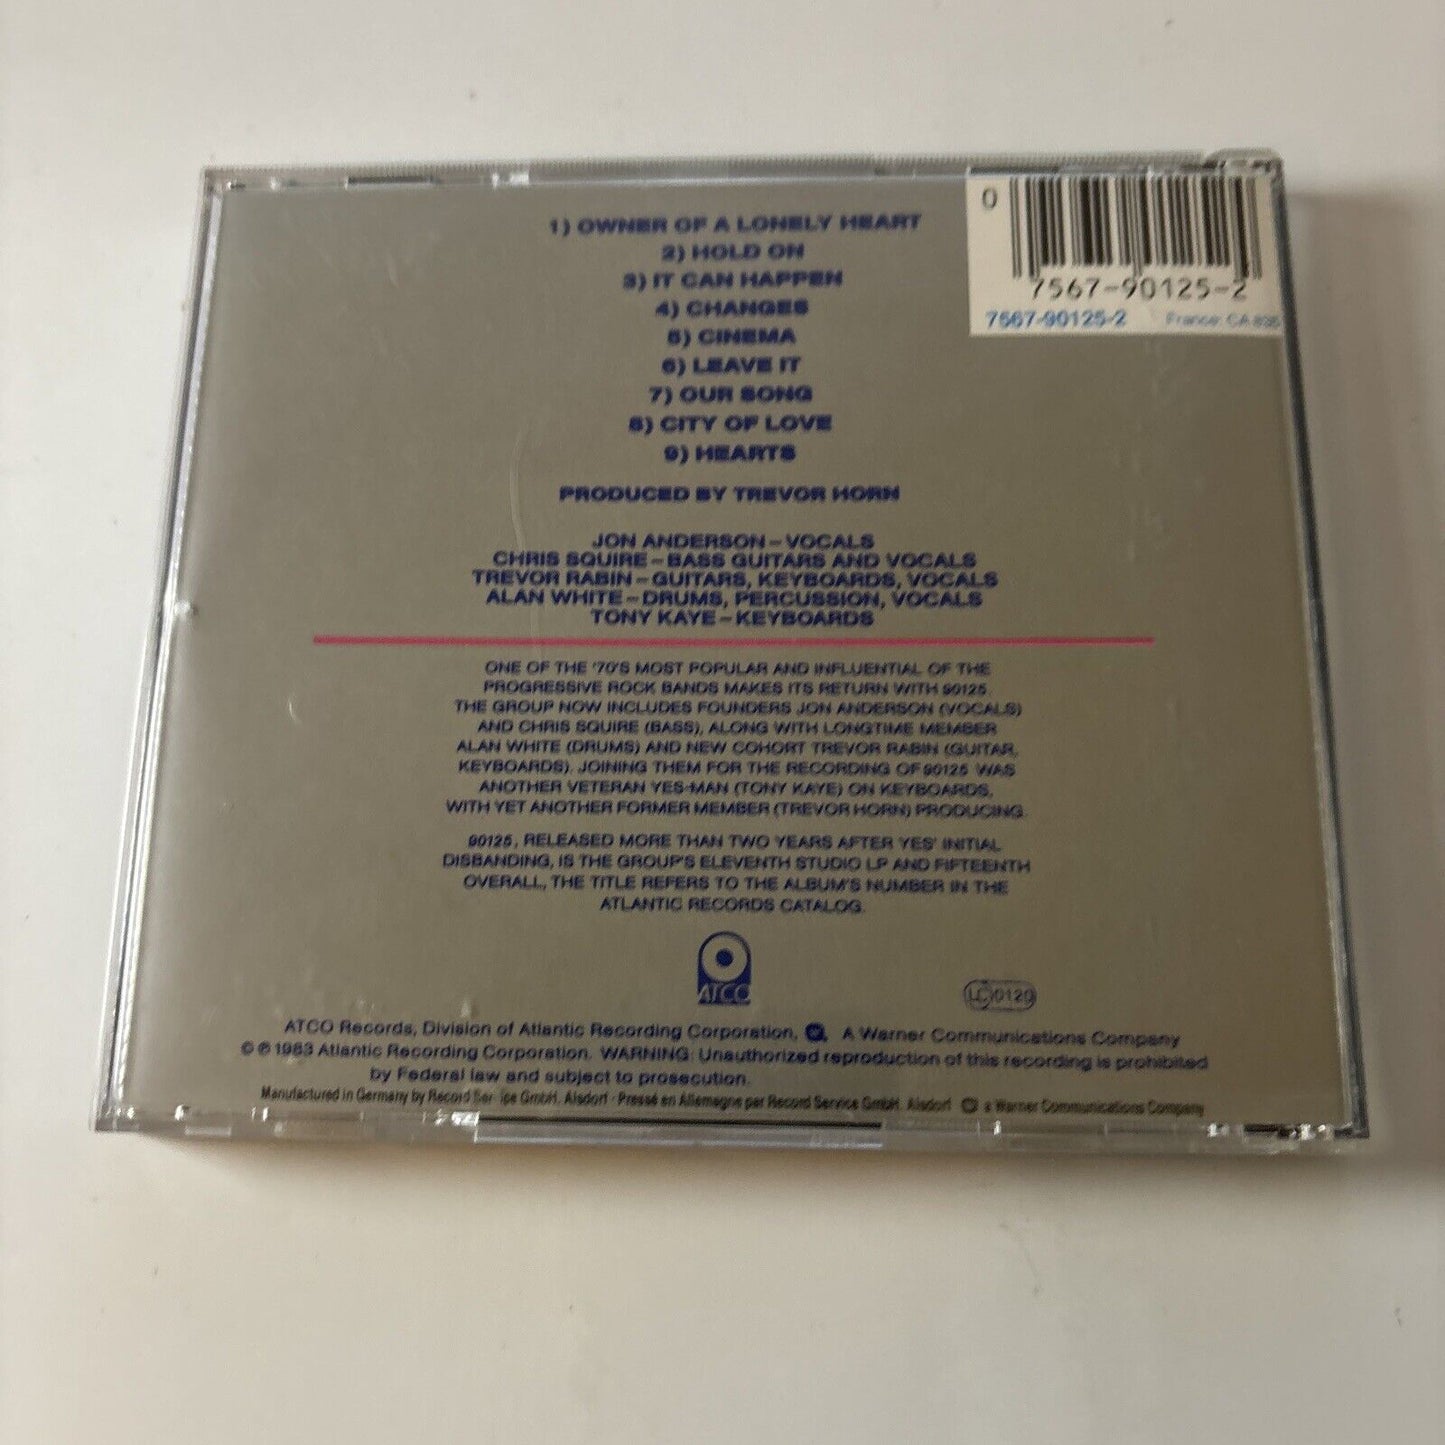 1) OWNER OF A LONELY HEART
2) HOLD ON
3) IT CAN HAPPEN
4) CHANGES
5) CINEMA
6) LEAVE IT
7) OUR SONG
8) CITY OF LOVE
9) HEARTS
0
7567-90125-2
7567-90125-2 France: CA 835
PRODUCED BY TREVOR HORN
JON ANDERSON – VOCALS
CHRIS SQUIRE – BASS GUITARS AND VOCALS
TREVOR RABIN – GUITARS, KEYBOARDS, VOCALS
ALAN WHITE – DRUMS, PERCUSSION, VOCALS
TONY KAYE – KEYBOARDS
ONE OF THE '70'S MOST POPULAR AND INFLUENTIAL OF THE
PROGRESSIVE ROCK BANDS MAKES ITS RETURN WITH 90125.
THE GROUP NOW INCLUDES FOUNDERS JON ANDERSON (VOCALS)
AND CHRIS SQUIRE (BASS), ALONG WITH LONGTIME MEMBER
ALAN WHITE (DRUMS) AND NEW COHORT TREVOR RABIN (GUITAR,
KEYBOARDS). JOINING THEM FOR THE RECORDING OF 90125 WAS
ANOTHER VETERAN YES-MAN (TONY KAYE) ON KEYBOARDS,
WITH YET ANOTHER FORMER MEMBER (TREVOR HORN) PRODUCING.
90125, RELEASED MORE THAN TWO YEARS AFTER YES' INITIAL
DISBANDING, IS THE GROUP'S ELEVENTH STUDIO LP AND FIFTEENTH
OVERALL, THE TITLE REFERS TO THE ALBUM'S NUMBER IN THE
ATLANTIC RECORDS CATALOG.
ATCO
LC 0120
ATCO Records, Division of Atlantic Recording Corporation, A Warner Communications Company
© ℗ 1983 Atlantic Recording Corporation. WARNING: Unauthorized reproduction of this recording is prohibited
by Federal law and subject to prosecution.
Manufactured in Germany by Record Ser ice GmbH. Alsdorf · Pressé en Allemagne par Record Service GmbH. Alsdorf a Warner Communications Company